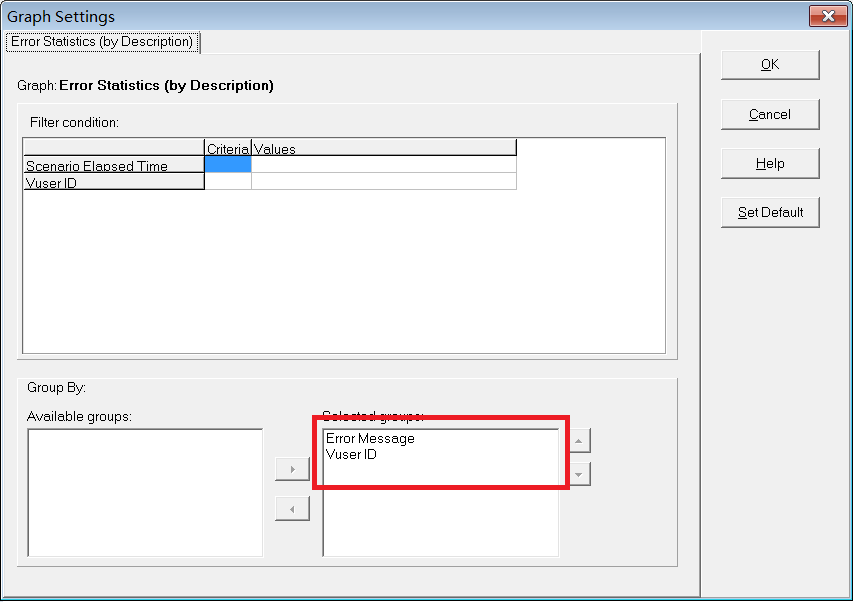 Graph Settings
Error Statistics (by Description)
Graph: Error Statistics (by Description)
Filter condition:
Criteria Values
Scenario Elapsed Time
Vuser ID
Group By:
Available groups:
Selected groups:
Error Message
Vuser ID
OK
Cancel
Help
Set Default